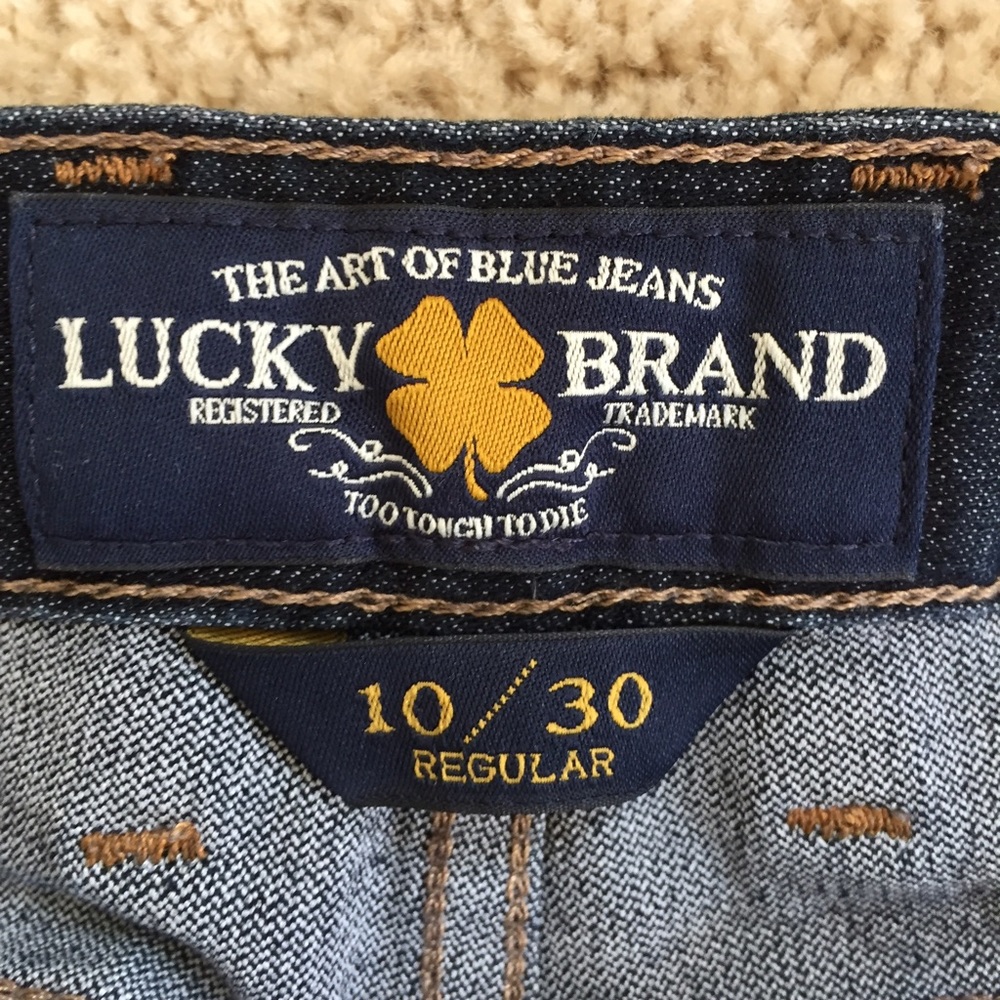 THE ART OF BLUE JEANS
LUCKY BRAND
REGISTERED TRADEMARK
TOO TOUGH TO DIE
10/30
REGULAR